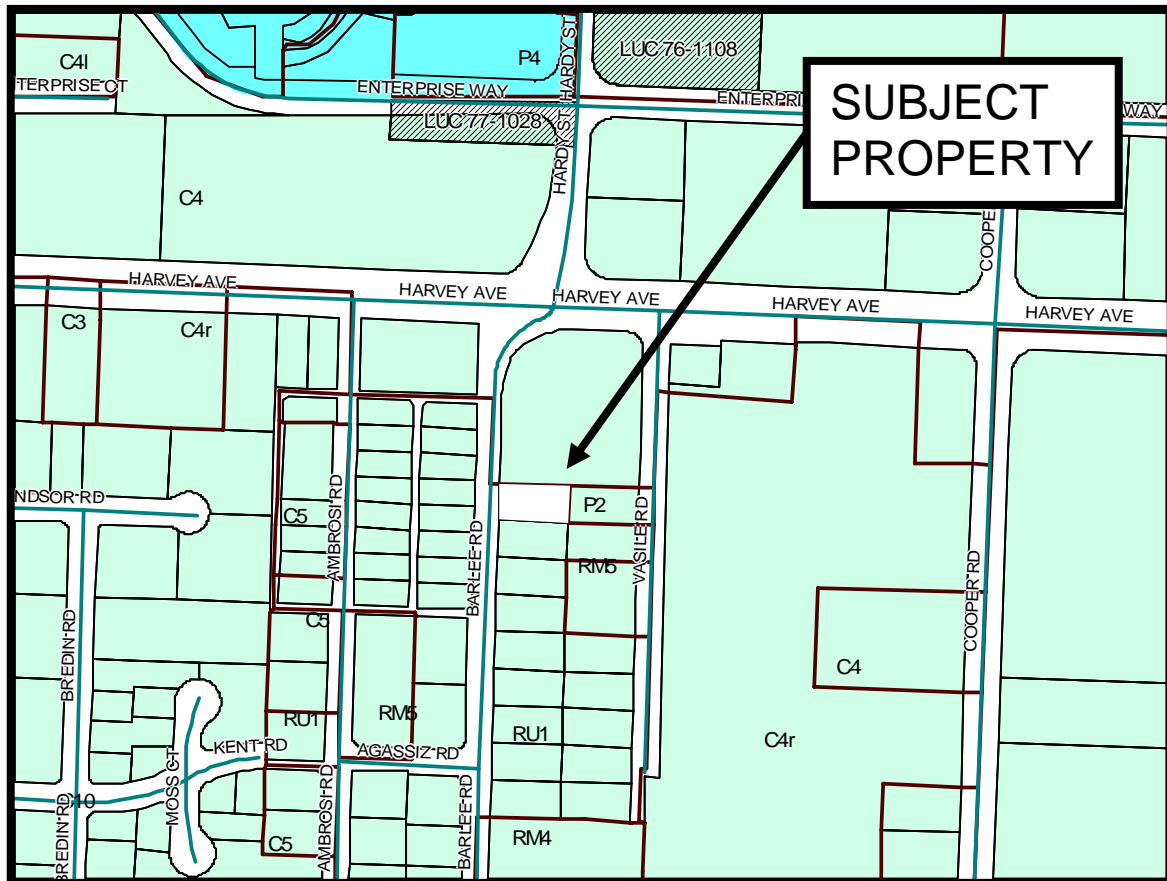 HARDY ST
LUC 76-1108
C4I
P4
TERPRISE CT
ENTERPRISE WAY
ENTERPRI
WAY
SUBJECT
PROPERTY
LUC 77-1028
HARDY ST
C4
COOPE
HARVEY AVE
HARVEY AVE
HARVEY AVE
HARVEY AVE
HARVEY AVE
C3
C4r
NDSOR RD
C5
AMBROSI RD
BARLEE RD
P2
VASILE RD
RM5
BREDIN RD
C5
COOPER RD
C4
RU1
RM5
RU1
C4r
KENT RD
AGASSIZ RD
MOSS CT
BREDIN RD
C5
AMBROSI RD
BARLEE RD
RM4